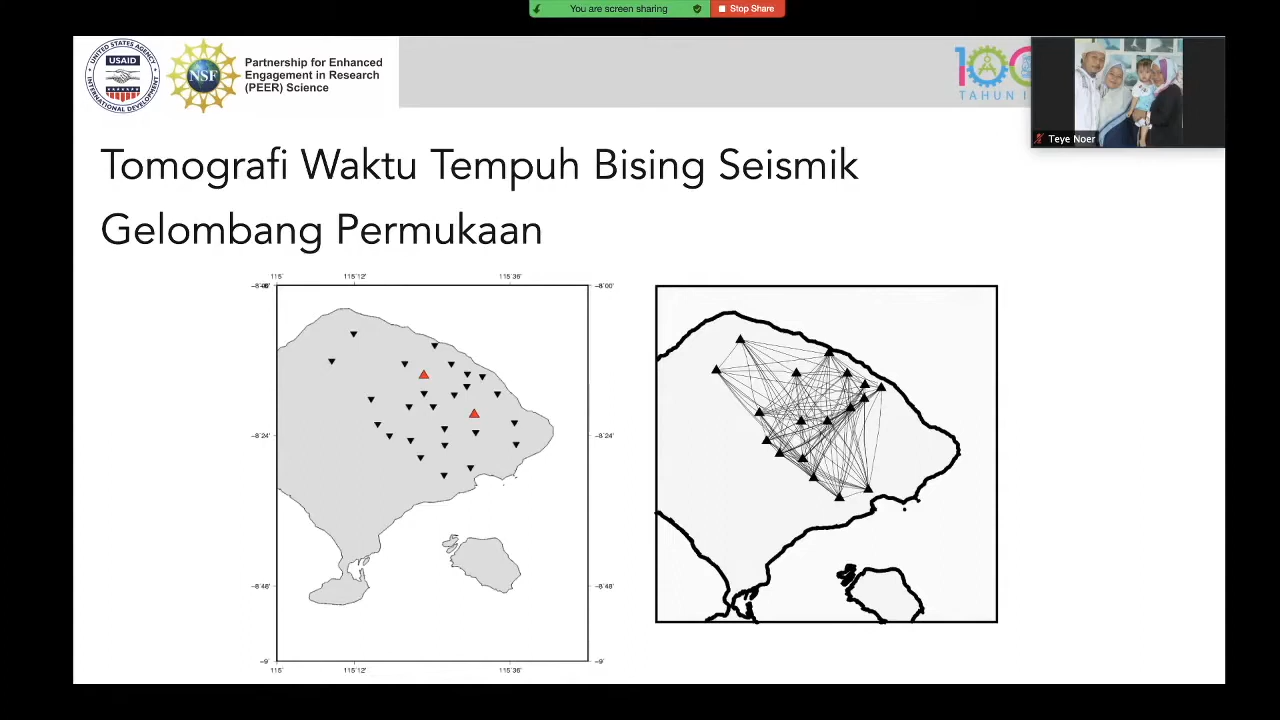 You are screen sharing
Stop Share
UNITED STATES AGENCY
USAID
INTERNATIONAL DEVELOPMENT
NSF
Partnership for Enhanced
Engagement in Research
(PEER) Science
100
TAHUN I
Teye Noer
Tomografi Waktu Tempuh Bising Seismik
Gelombang Permukaan
115˚ 115˚12' 115˚36'
-8˚00' -8˚00'
-8˚24' -8˚24'
-8˚48' -8˚48'
-9˚ -9˚
115˚ 115˚12' 115˚36'